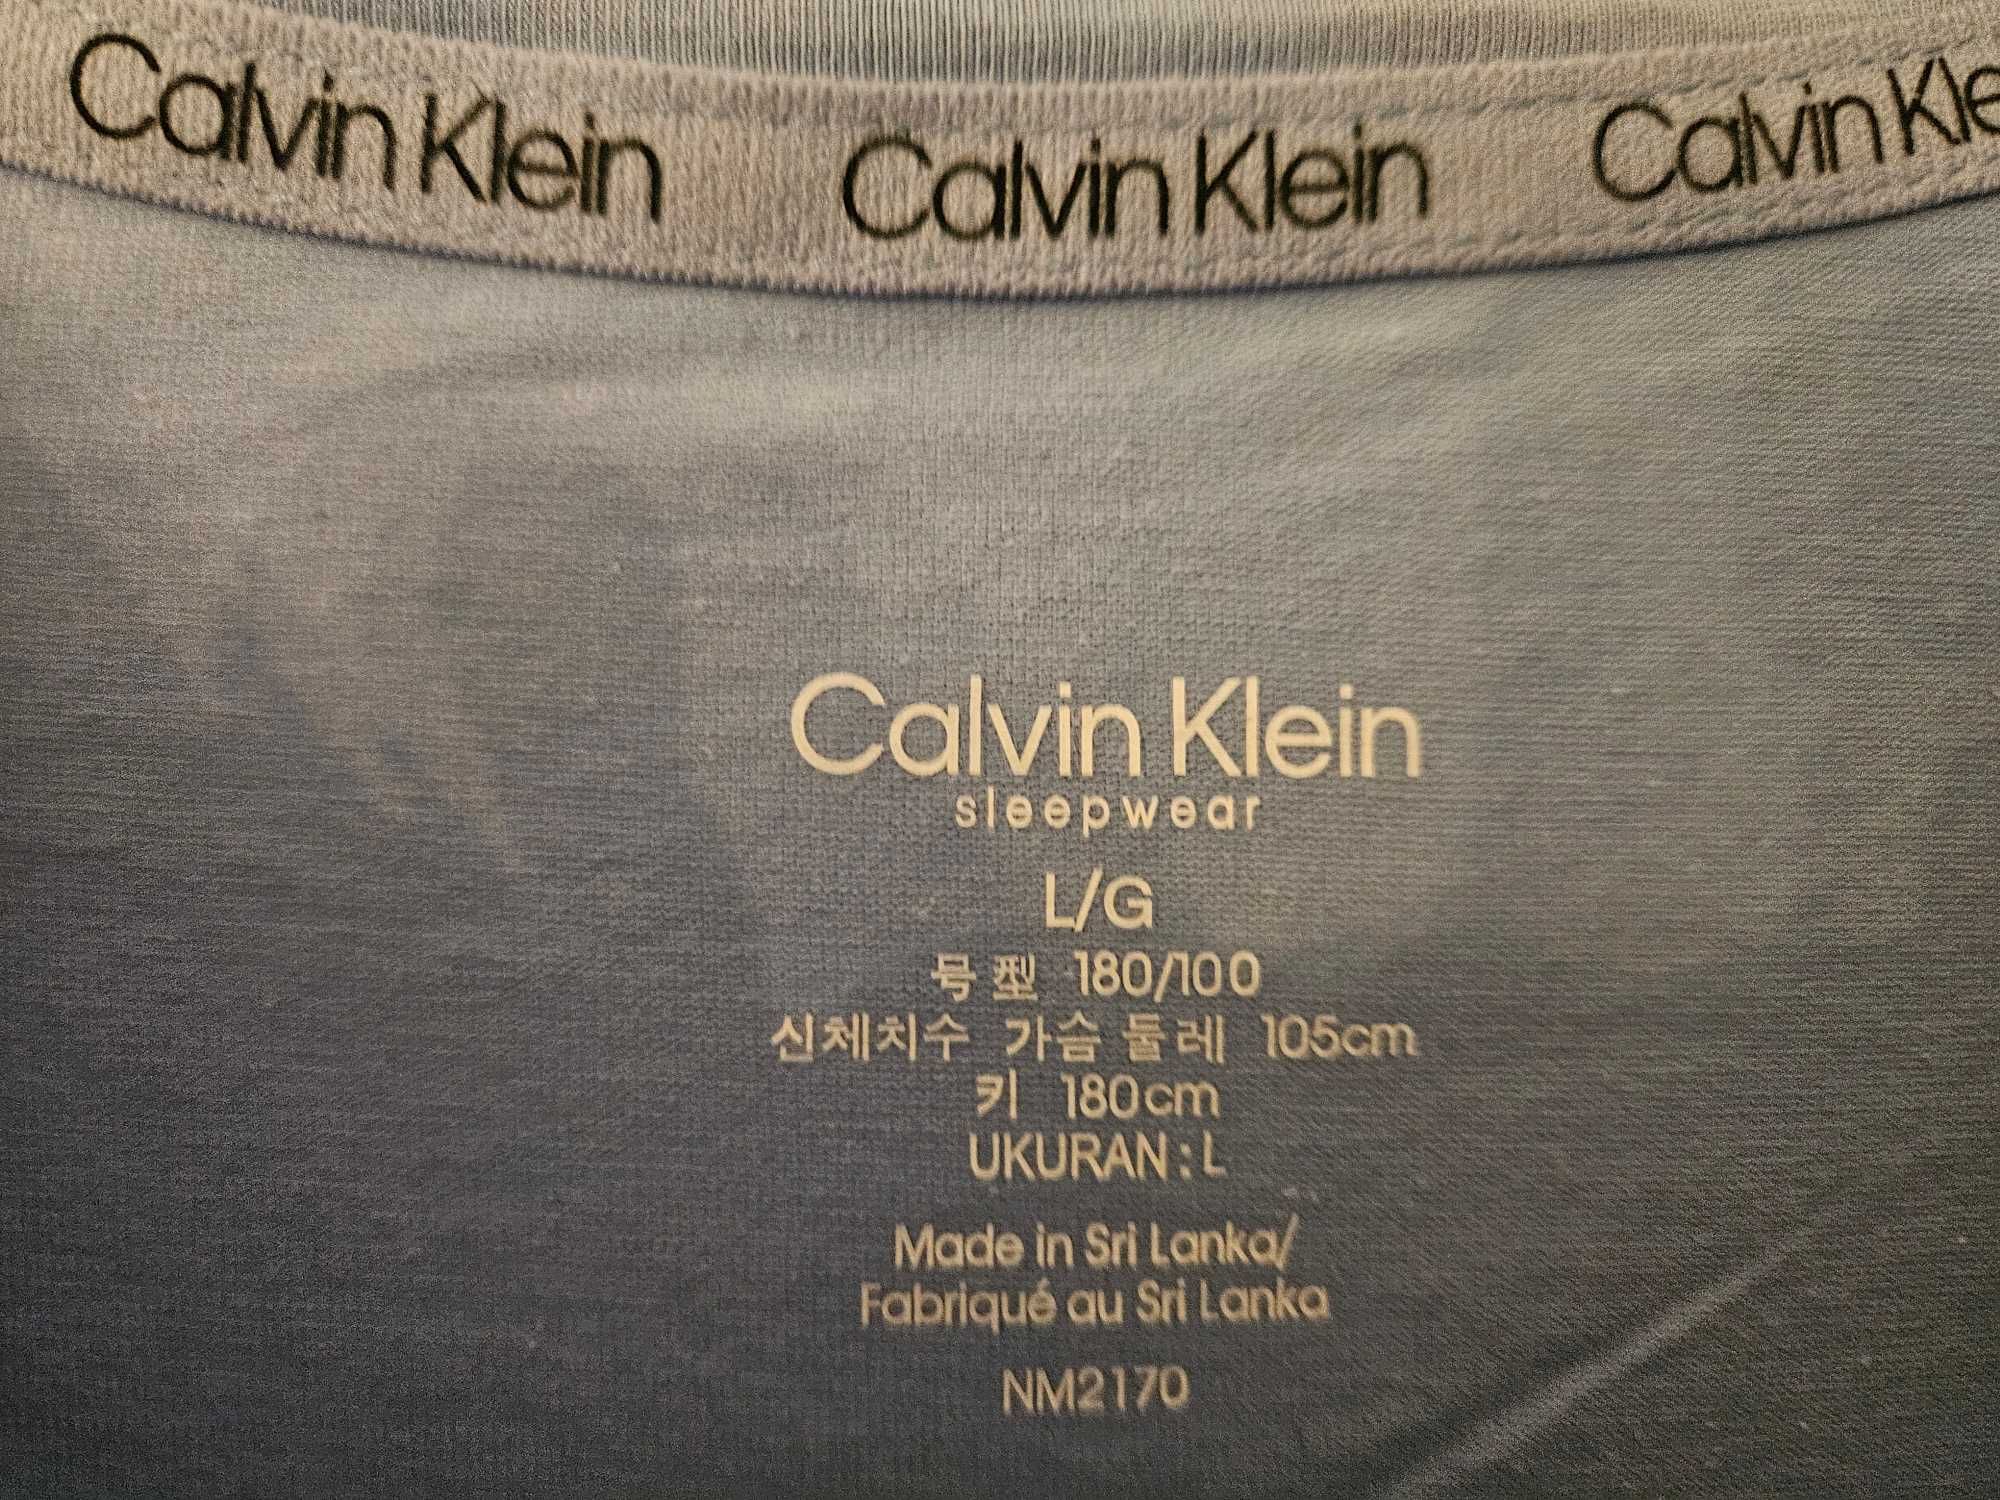 Calvin Klein Calvin Klein Calvin Kle
Calvin Klein
sleepwear
L/G
号型 180/100
신체치수 가슴둘레 105cm
키 180cm
UKURAN : L
Made in Sri Lanka/
Fabriqué au Sri Lanka
NM2170